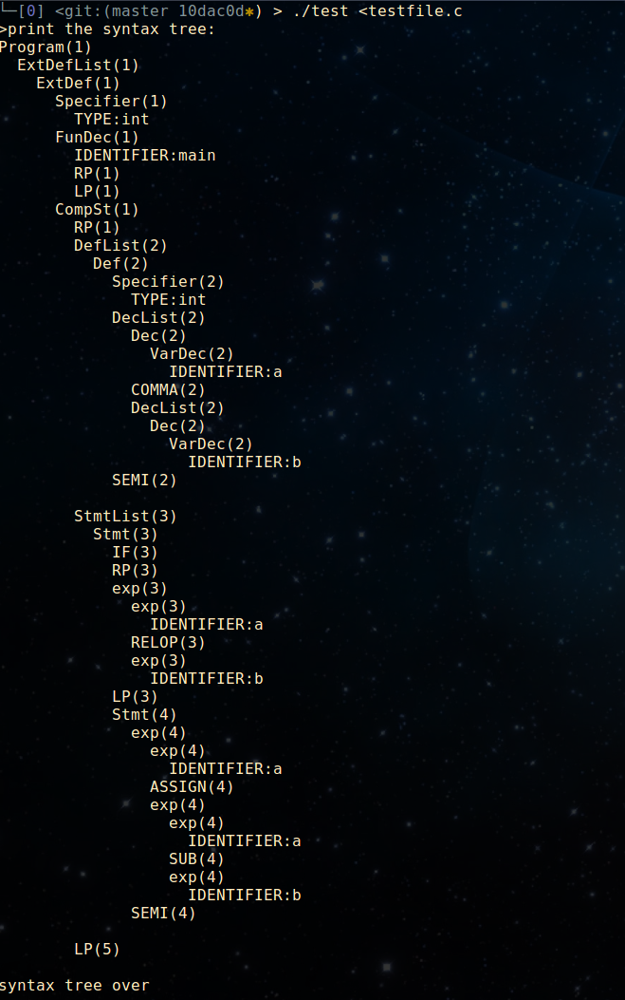 └─[0] <git:(master 10dac0d✱) > ./test <testfile.c
>print the syntax tree:
Program(1)
  ExtDefList(1)
    ExtDef(1)
      Specifier(1)
        TYPE:int
      FunDec(1)
        IDENTIFIER:main
        RP(1)
        LP(1)
      CompSt(1)
        RP(1)
        DefList(2)
          Def(2)
            Specifier(2)
              TYPE:int
            DecList(2)
              Dec(2)
                VarDec(2)
                  IDENTIFIER:a
              COMMA(2)
              DecList(2)
                Dec(2)
                  VarDec(2)
                    IDENTIFIER:b
            SEMI(2)

        StmtList(3)
          Stmt(3)
            IF(3)
            RP(3)
            exp(3)
              exp(3)
                IDENTIFIER:a
              RELOP(3)
              exp(3)
                IDENTIFIER:b
            LP(3)
            Stmt(4)
              exp(4)
                exp(4)
                  IDENTIFIER:a
                ASSIGN(4)
                exp(4)
                  exp(4)
                    IDENTIFIER:a
                  SUB(4)
                  exp(4)
                    IDENTIFIER:b
              SEMI(4)

        LP(5)

syntax tree over